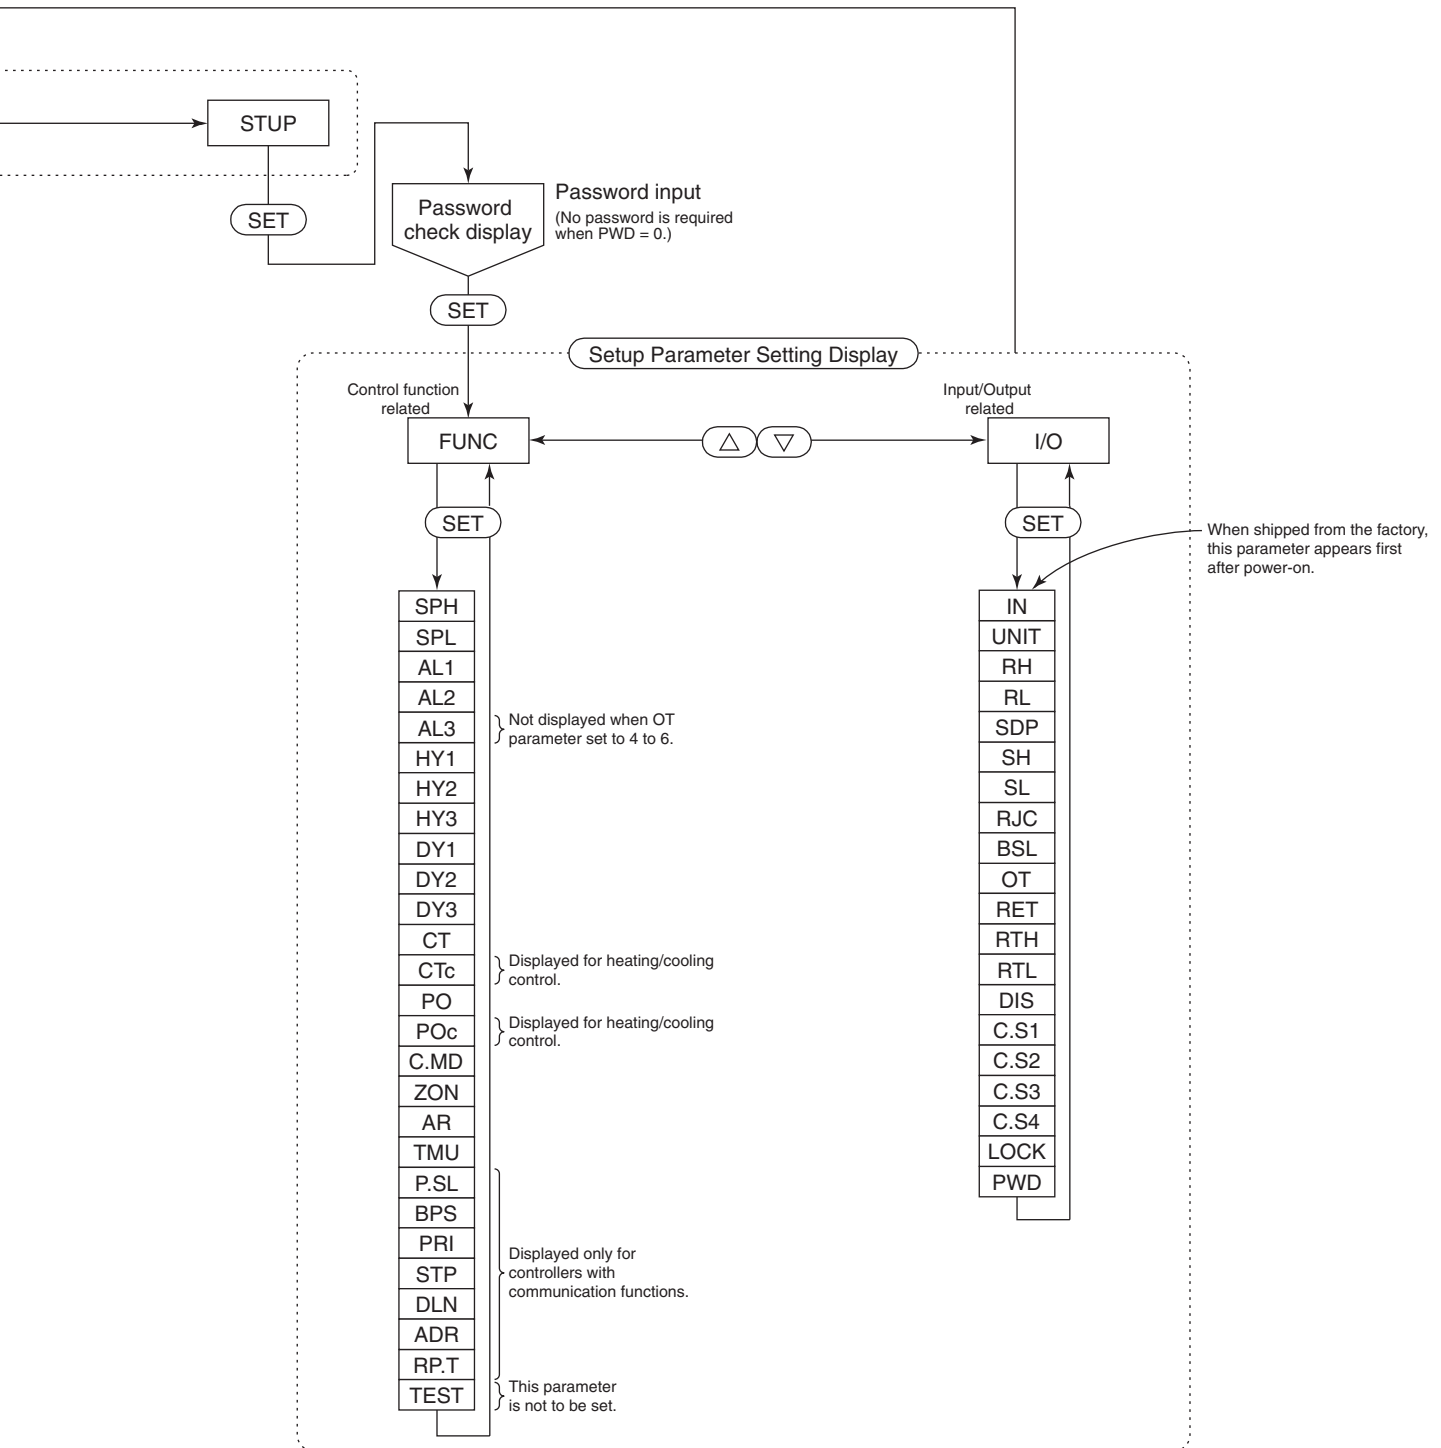 STUP
SET
Password
check display
Password input
(No password is required
when PWD = 0.)
SET
Setup Parameter Setting Display
Control function
related
FUNC
Input/Output
related
I/O
SET
SPH
SPL
AL1
AL2
AL3
Not displayed when OT
parameter set to 4 to 6.
HY1
HY2
HY3
DY1
DY2
DY3
CT
CTc
Displayed for heating/cooling
control.
PO
POc
Displayed for heating/cooling
control.
C.MD
ZON
AR
TMU
P.SL
BPS
PRI
STP
DLN
ADR
RP.T
Displayed only for
controllers with
communication functions.
TEST
This parameter
is not to be set.
SET
When shipped from the factory,
this parameter appears first
after power-on.
IN
UNIT
RH
RL
SDP
SH
SL
RJC
BSL
OT
RET
RTH
RTL
DIS
C.S1
C.S2
C.S3
C.S4
LOCK
PWD